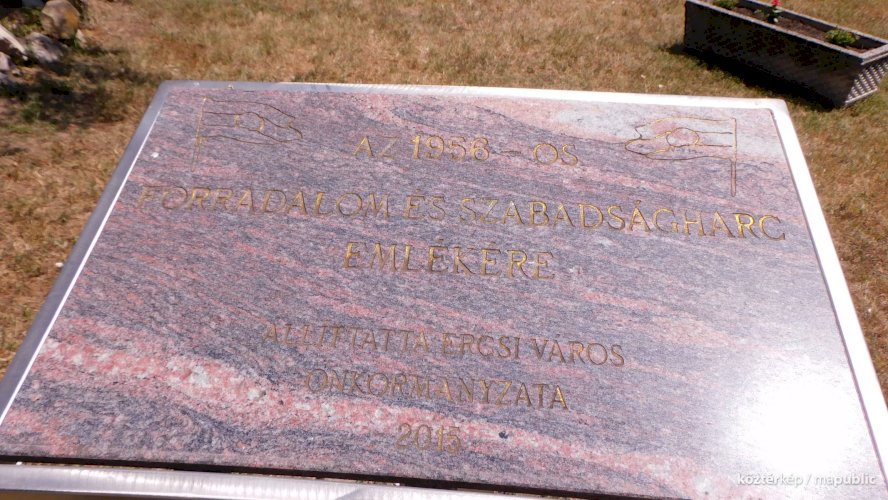 AZ 1956 – OS
FORRADALOM ÉS SZABADSÁGHARC
EMLÉKÉRE
ÁLLÍTTATTA ERCSI VÁROS
ÖNKORMÁNYZATA
2015
köztérkép / mapublic